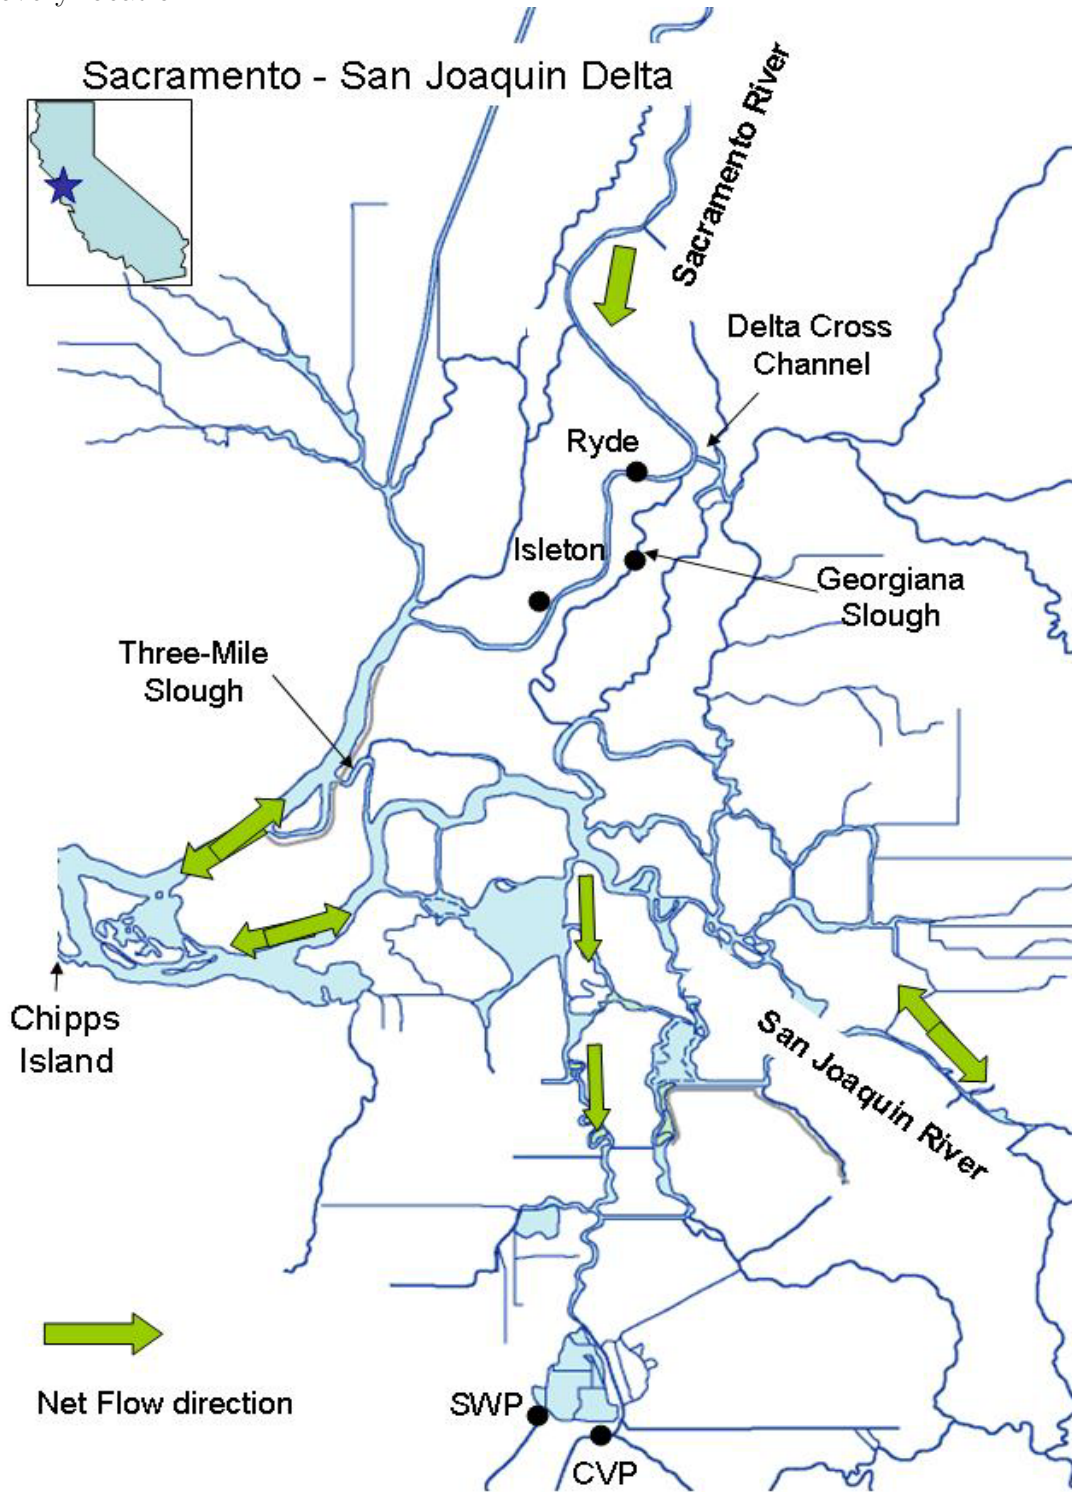 Sacramento - San Joaquin Delta
Sacramento River
Delta Cross
Channel
Ryde
Isleton
Georgiana
Slough
Three-Mile
Slough
Chipps
Island
San Joaquin River
Net Flow direction
SWP
CVP